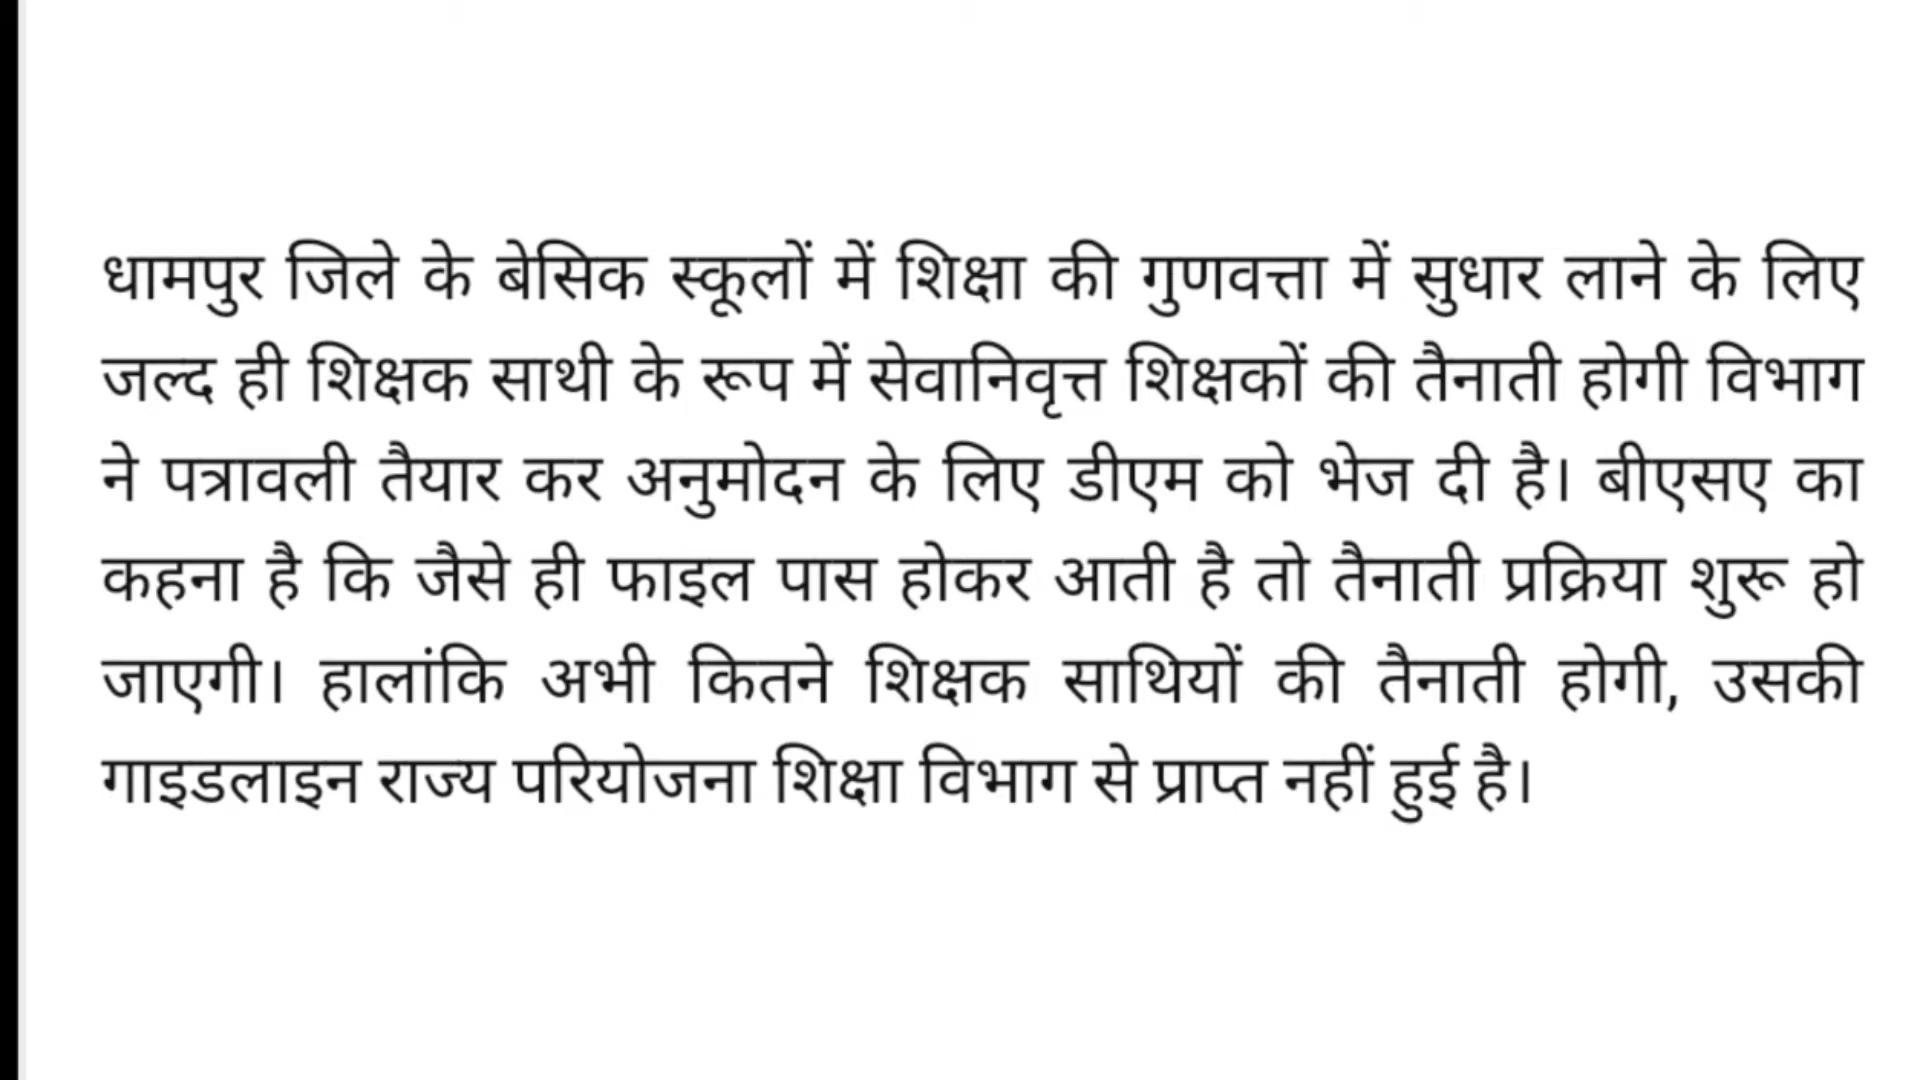 धामपुर जिले के बेसिक स्कूलों में शिक्षा की गुणवत्ता में सुधार लाने के लिए
जल्द ही शिक्षक साथी के रूप में सेवानिवृत्त शिक्षकों की तैनाती होगी विभाग
ने पत्रावली तैयार कर अनुमोदन के लिए डीएम को भेज दी है। बीएसए का
कहना है कि जैसे ही फाइल पास होकर आती है तो तैनाती प्रक्रिया शुरू हो
जाएगी। हालांकि अभी कितने शिक्षक साथियों की तैनाती होगी, उसकी
गाइडलाइन राज्य परियोजना शिक्षा विभाग से प्राप्त नहीं हुई है।